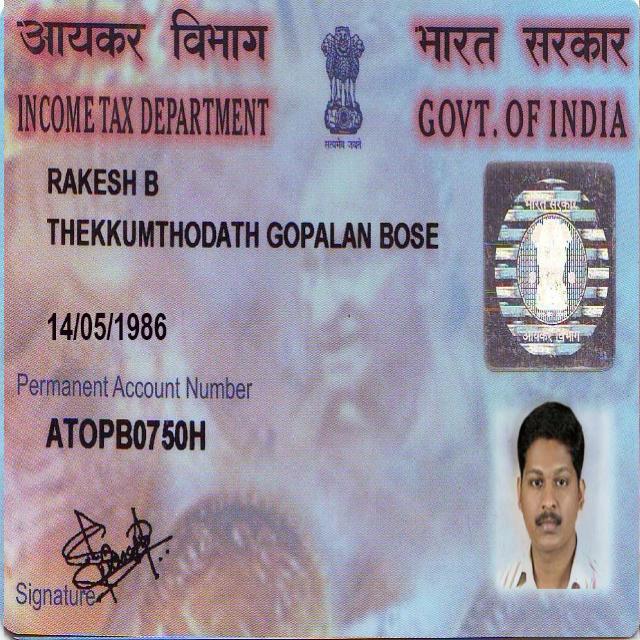 आयकर विभाग
भारत सरकार
INCOME TAX DEPARTMENT
GOVT. OF INDIA
सत्यमेव जयते
RAKESH B
THEKKUMTHODATH GOPALAN BOSE
भारत सरकार
आयकर विभाग
14/05/1986
Permanent Account Number
ATOPB0750H
Signature